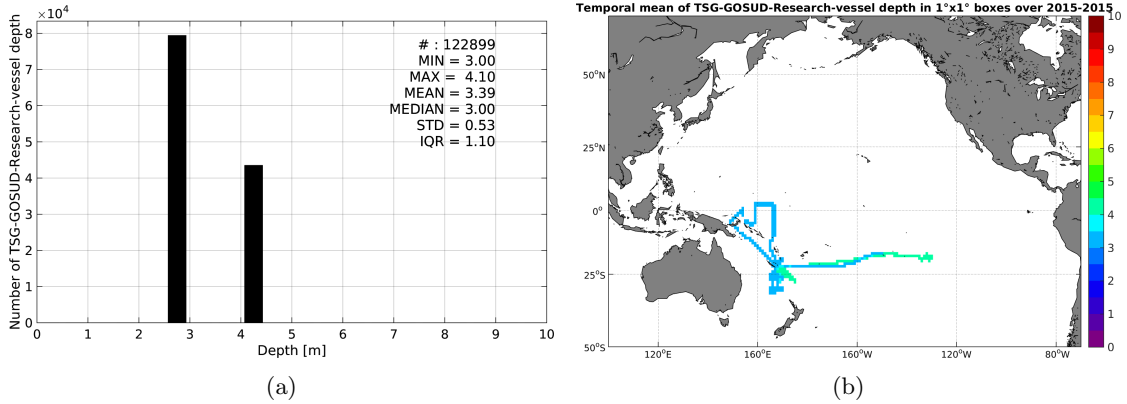 ×10⁴
Number of TSG-GOSUD-Research-vessel depth
8
7
6
5
4
3
2
1
0
# : 122899
MIN = 3.00
MAX = 4.10
MEAN = 3.39
MEDIAN = 3.00
STD = 0.53
IQR = 1.10
0 1 2 3 4 5 6 7 8 9 10
Depth [m]
(a)
Temporal mean of TSG-GOSUD-Research-vessel depth in 1°x1° boxes over 2015-2015
50°N
25°N
0°
25°S
50°S
120°E 160°E 160°W 120°W 80°W
10
9
8
7
6
5
4
3
2
1
0
(b)